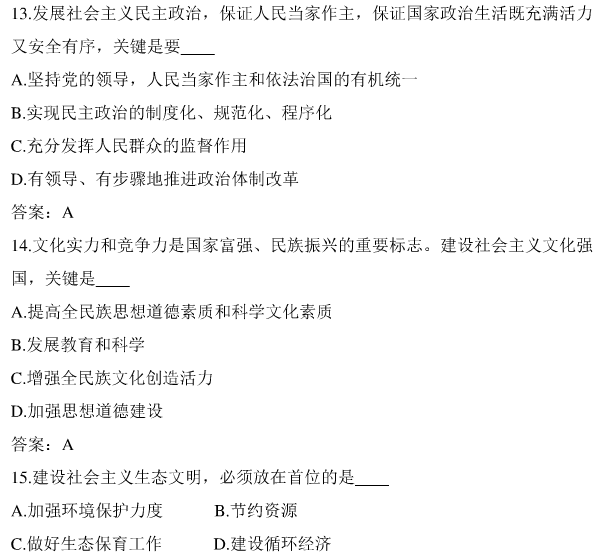 13.发展社会主义民主政治，保证人民当家作主，保证国家政治生活既充满活力
又安全有序，关键是要____
A.坚持党的领导，人民当家作主和依法治国的有机统一
B.实现民主政治的制度化、规范化、程序化
C.充分发挥人民群众的监督作用
D.有领导、有步骤地推进政治体制改革
答案：A
14.文化实力和竞争力是国家富强、民族振兴的重要标志。建设社会主义文化强
国，关键是____
A.提高全民族思想道德素质和科学文化素质
B.发展教育和科学
C.增强全民族文化创造活力
D.加强思想道德建设
答案：A
15.建设社会主义生态文明，必须放在首位的是____
A.加强环境保护力度 B.节约资源
C.做好生态保育工作 D.建设循环经济